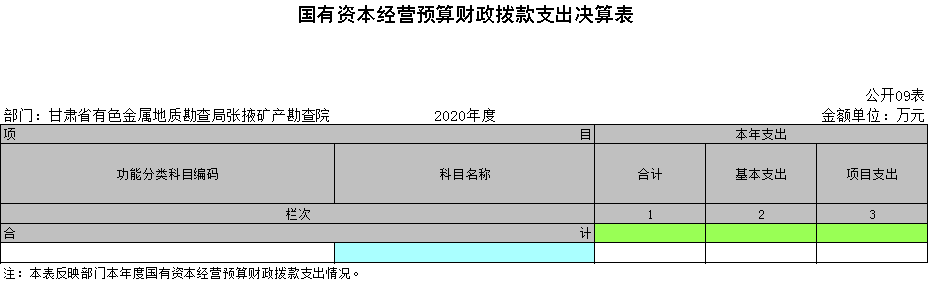 国有资本经营预算财政拨款支出决算表
公开09表
部门：甘肃省有色金属地质勘查局张掖矿产勘查院 2020年度 金额单位：万元
项 目 本年支出
功能分类科目编码 科目名称 合计 基本支出 项目支出
栏次 1 2 3
合 计
注：本表反映部门本年度国有资本经营预算财政拨款支出情况。